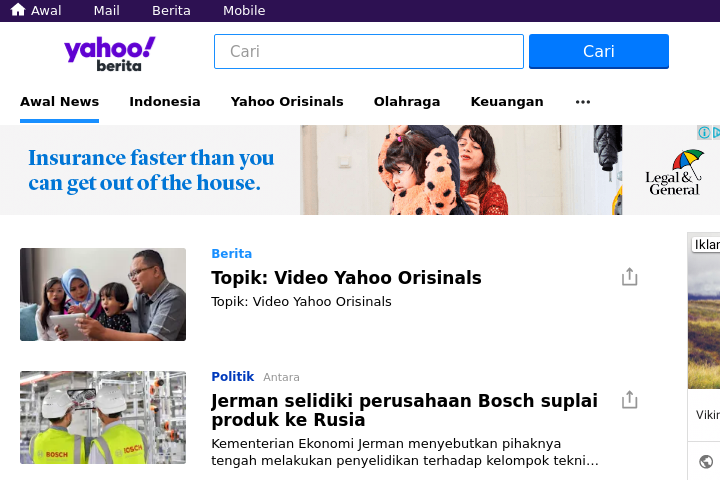 Awal Mail Berita Mobile
yahoo!
berita
Cari Cari
Awal News Indonesia Yahoo Orisinals Olahraga Keuangan
Insurance faster than you
can get out of the house.
Legal &
General
Iklan
Berita
Topik: Video Yahoo Orisinals
Topik: Video Yahoo Orisinals
Politik Antara
Jerman selidiki perusahaan Bosch suplai
produk ke Rusia
Kementerian Ekonomi Jerman menyebutkan pihaknya
tengah melakukan penyelidikan terhadap kelompok tekni...
BOSCH BOSCH